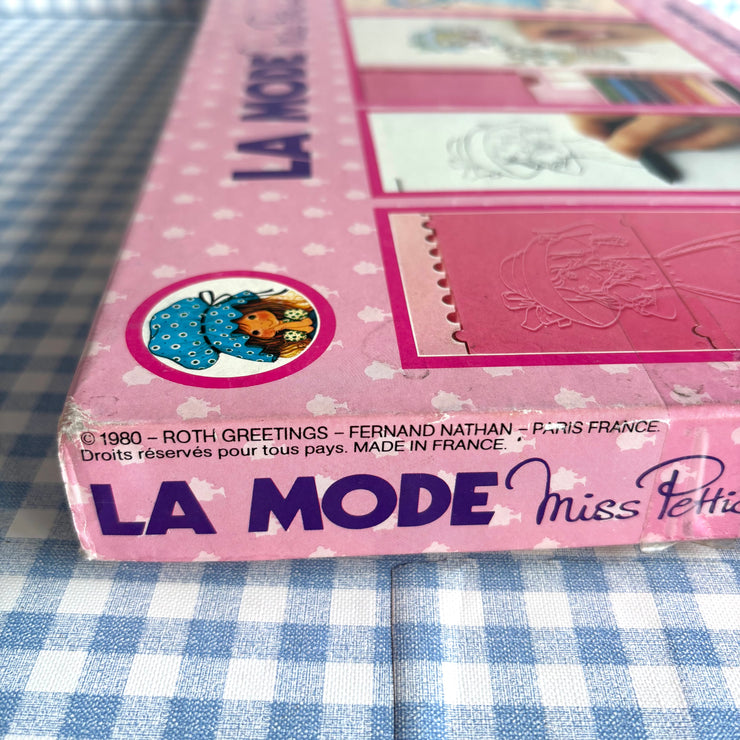 LA MODE
© 1980 – ROTH GREETINGS – FERNAND NATHAN – PARIS FRANCE.
Droits réservés pour tous pays. MADE IN FRANCE.
LA MODE Miss